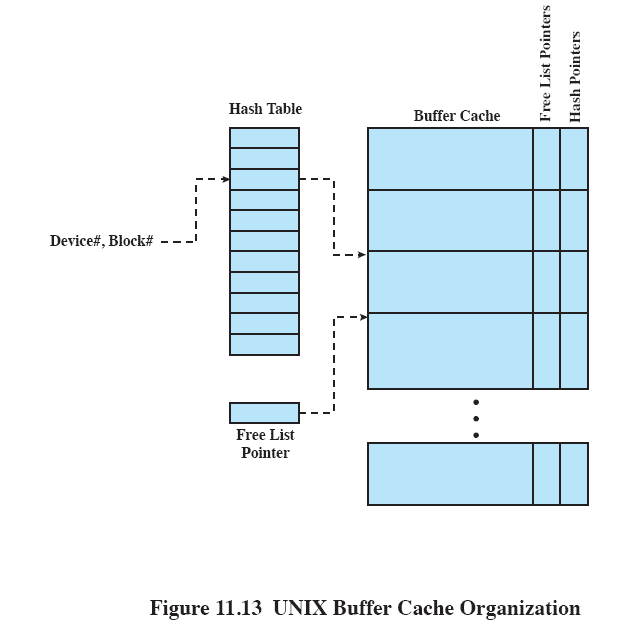 Free List Pointers
Hash Pointers
Hash Table
Buffer Cache
Device#, Block#
Free List
Pointer
Figure 11.13 UNIX Buffer Cache Organization